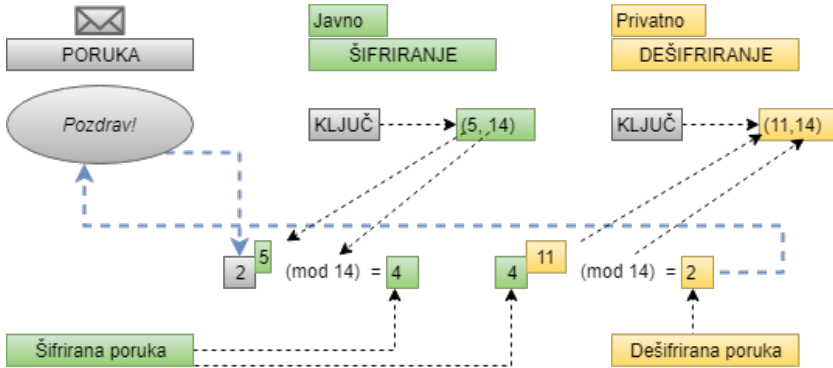 Javno
Privatno
PORUKA
ŠIFRIRANJE
DEŠIFRIRANJE
Pozdrav!
KLJUČ
(5, 14)
KLJUČ
(11,14)
2 5 (mod 14) = 4
4 11 (mod 14) = 2
Šifrirana poruka
Dešifrirana poruka